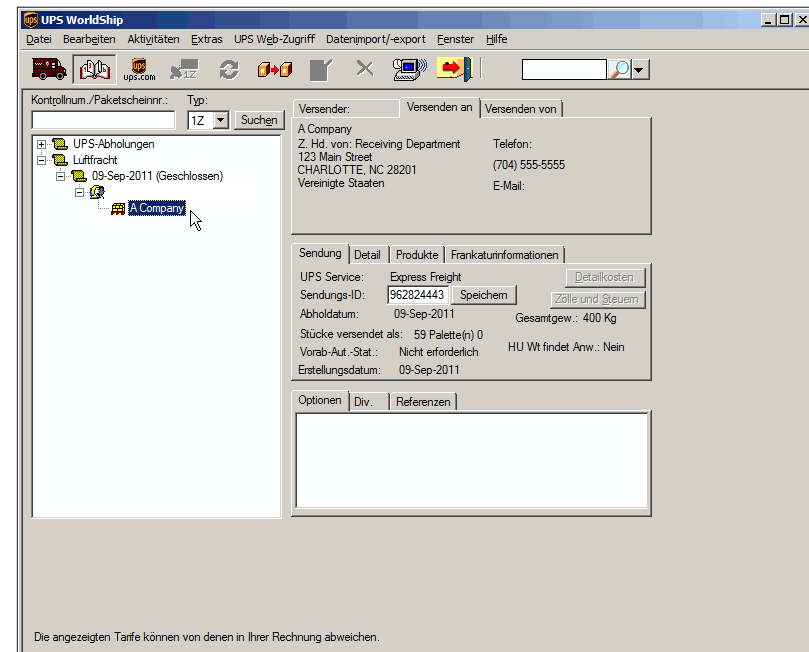 UPS WorldShip
Datei Bearbeiten Aktivitäten Extras UPS Web-Zugriff Datenimport/-export Fenster Hilfe
ups
ups.com
1Z
Kontrollnum./Paketscheinnr.: Typ:
1Z Suchen
UPS-Abholungen
Luftfracht
09-Sep-2011 (Geschlossen)
A Company
Versender: Versenden an Versenden von
A Company
Z. Hd. von: Receiving Department Telefon:
123 Main Street
(704) 555-5555
CHARLOTTE, NC 28201
Vereinigte Staaten
E-Mail:
Sendung Detail Produkte Frankaturinformationen
UPS Service: Express Freight Detailkosten
Sendungs-ID: 962824443 Speichern Zölle und Steuern
Abholdatum: 09-Sep-2011 Gesamtgew.: 400 Kg
Stücke versendet als: 59 Palette(n) 0
Vorab-Aut.-Stat.: Nicht erforderlich HU Wt findet Anw.: Nein
Erstellungsdatum: 09-Sep-2011
Optionen Div. Referenzen
Die angezeigten Tarife können von denen in Ihrer Rechnung abweichen.